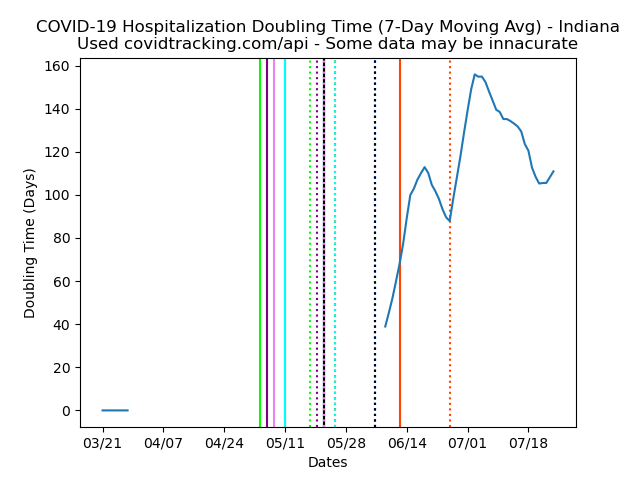 COVID-19 Hospitalization Doubling Time (7-Day Moving Avg) - Indiana
Used covidtracking.com/api - Some data may be innacurate
160
140
120
100
80
60
40
20
0
Doubling Time (Days)
03/21 04/07 04/24 05/11 05/28 06/14 07/01 07/18
Dates